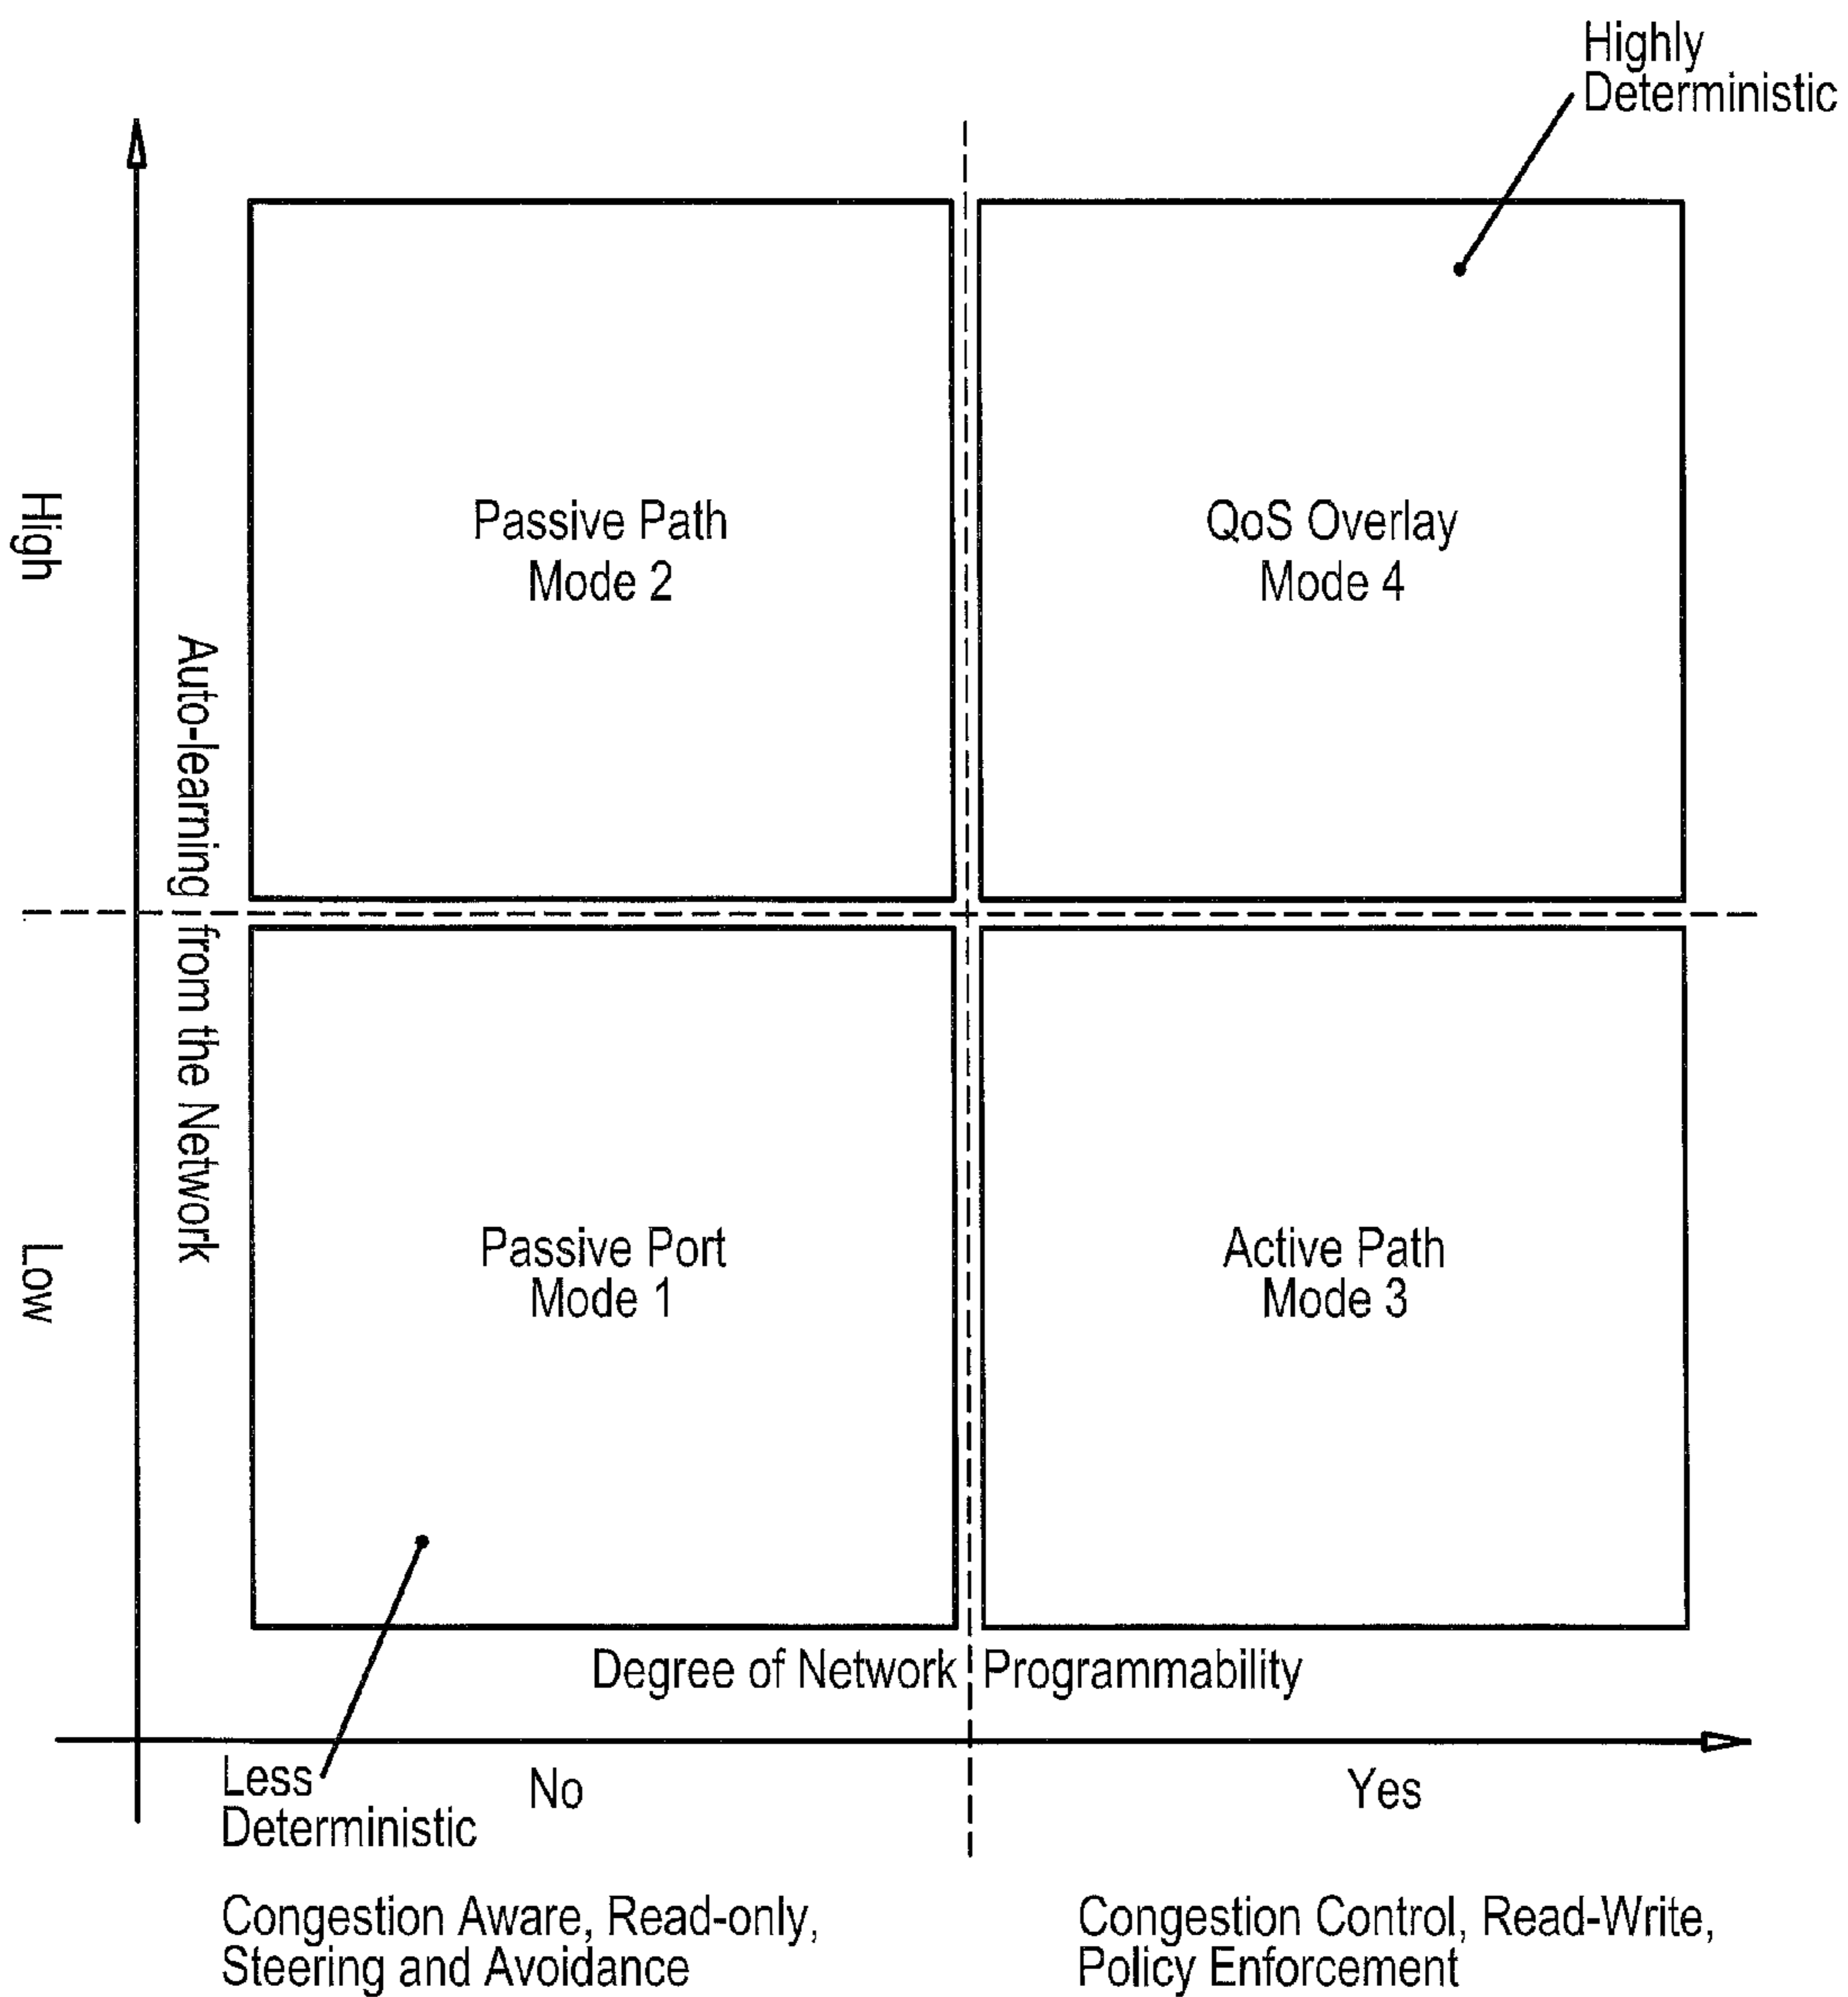 Highly
Deterministic
Passive Path
Mode 2
QoS Overlay
Mode 4
High
Auto-learning from the Network
Low
Passive Port
Mode 1
Active Path
Mode 3
Degree of Network Programmability
Less
Deterministic
No
Yes
Congestion Aware, Read-only,
Steering and Avoidance
Congestion Control, Read-Write,
Policy Enforcement